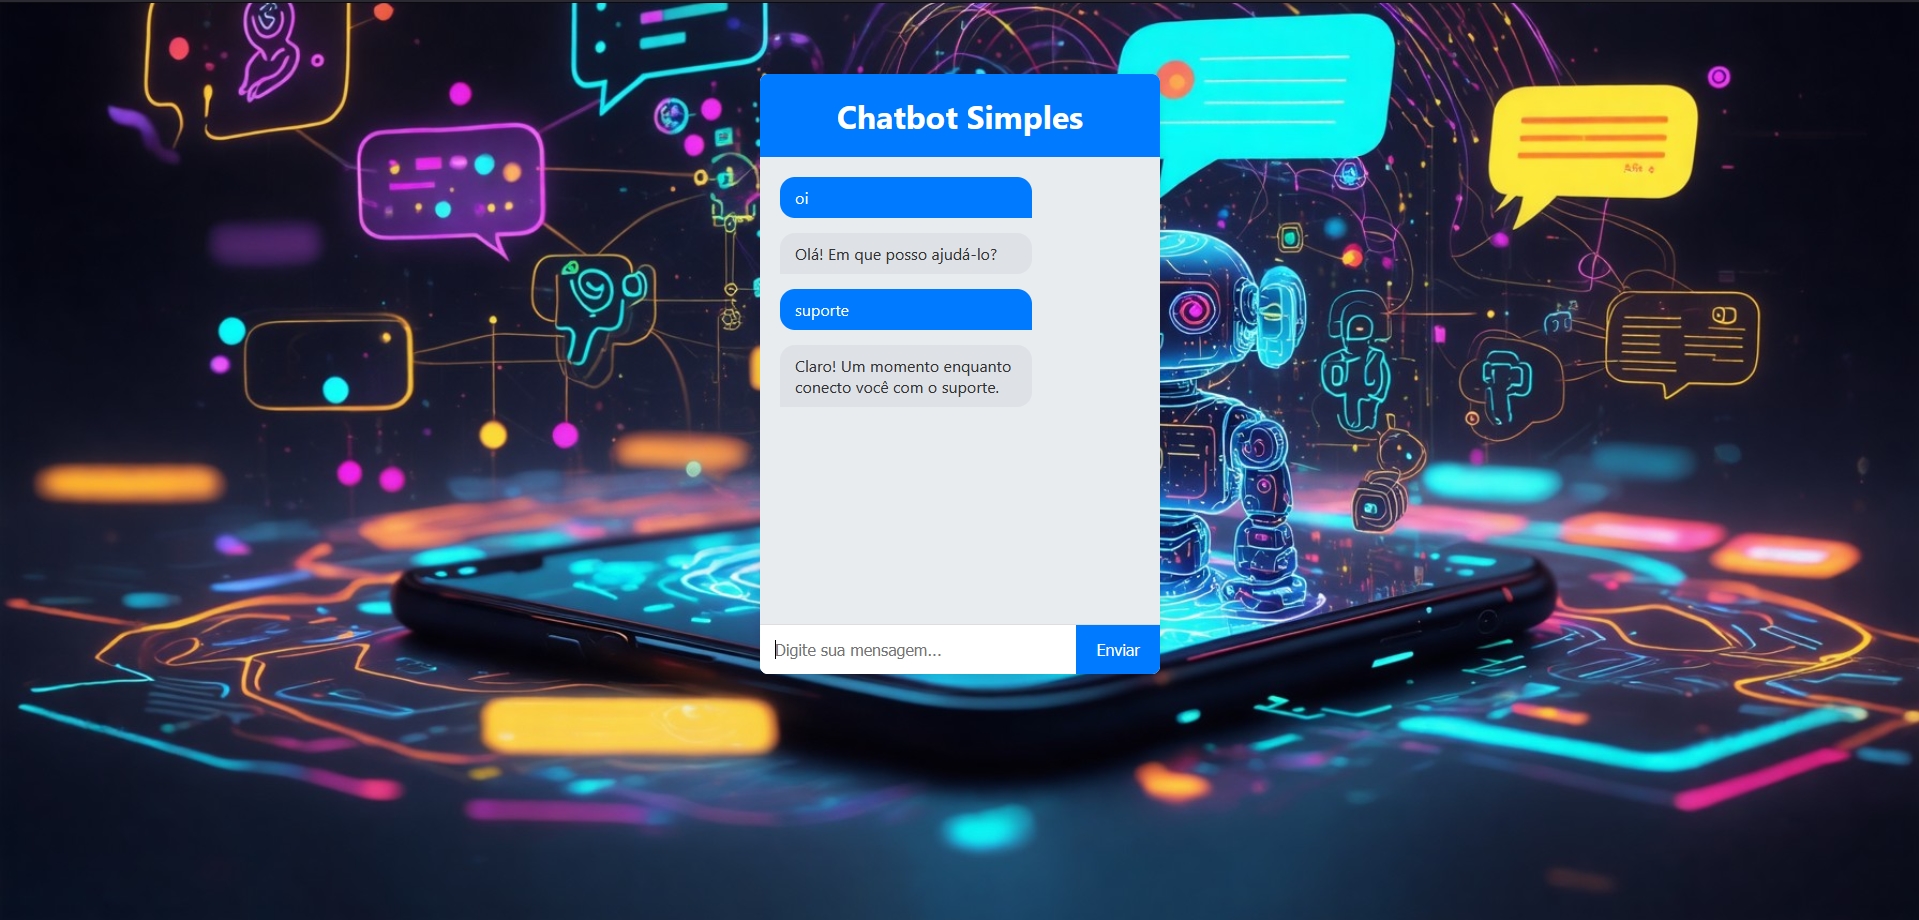 Chatbot Simples
oi
Olá! Em que posso ajudá-lo?
suporte
Claro! Um momento enquanto
conecto você com o suporte.
Digite sua mensagem...
Enviar